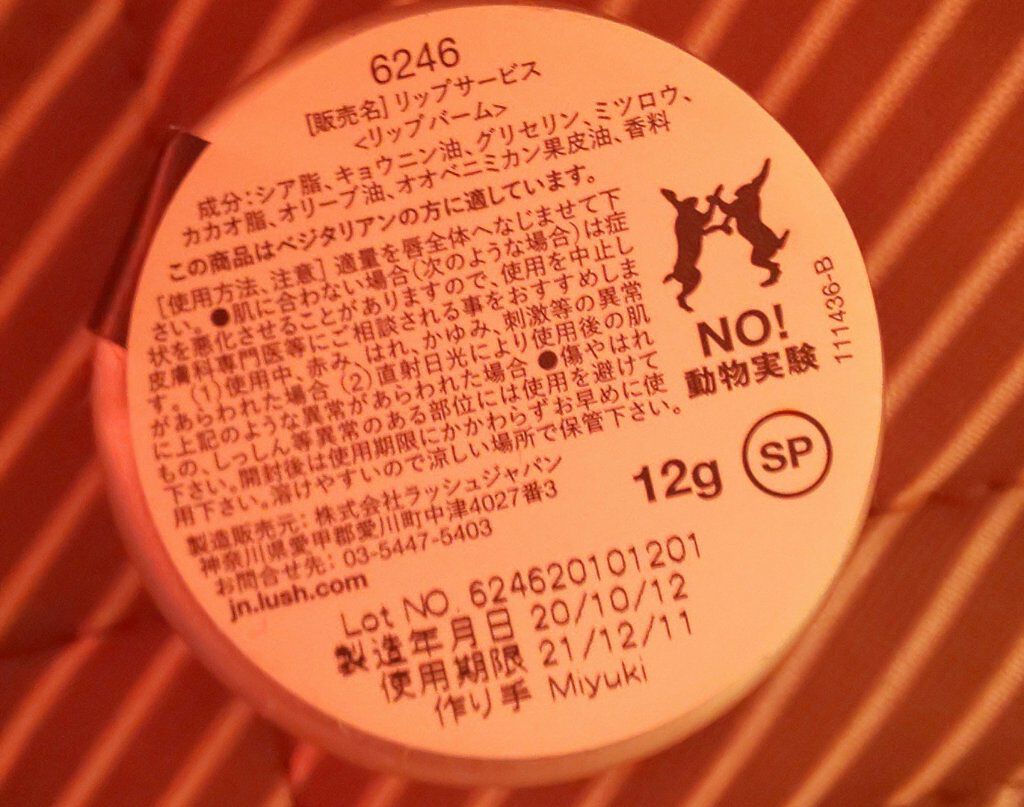 6246
[販売名]リップサービス
<リップバーム>
成分:シア脂、キョウニン油、グリセリン、ミツロウ、
カカオ脂、オリーブ油、オオベニミカン果皮油、香料
この商品はベジタリアンの方に適しています。
[使用方法、注意] 適量を唇全体へなじませて下
さい。●肌に合わない場合(次のような場合)は症
状を悪化させることがありますので、使用を中止し
皮膚科専門医等にご相談される事をおすすめしま
す。(1)使用中、赤み、はれ、かゆみ、刺激等の異常
があらわれた場合 (2)直射日光により使用後の肌
に上記のような異常があらわれた場合 ●傷やはれ
もの、しっしん等異常のある部位には使用を避けて
下さい。開封後は使用期限にかかわらずお早めに使
用下さい。溶けやすいので涼しい場所で保管下さい。
製造販売元: 株式会社ラッシュジャパン
神奈川県愛甲郡愛川町中津4027番3
お問合せ先: 03-5447-5403
jn.lush.com
NO!
動物実験
111436-B
12g
SP
Lot NO. 624620101201
製造年月日 20/10/12
使用期限 21/12/11
作り手 Miyuki